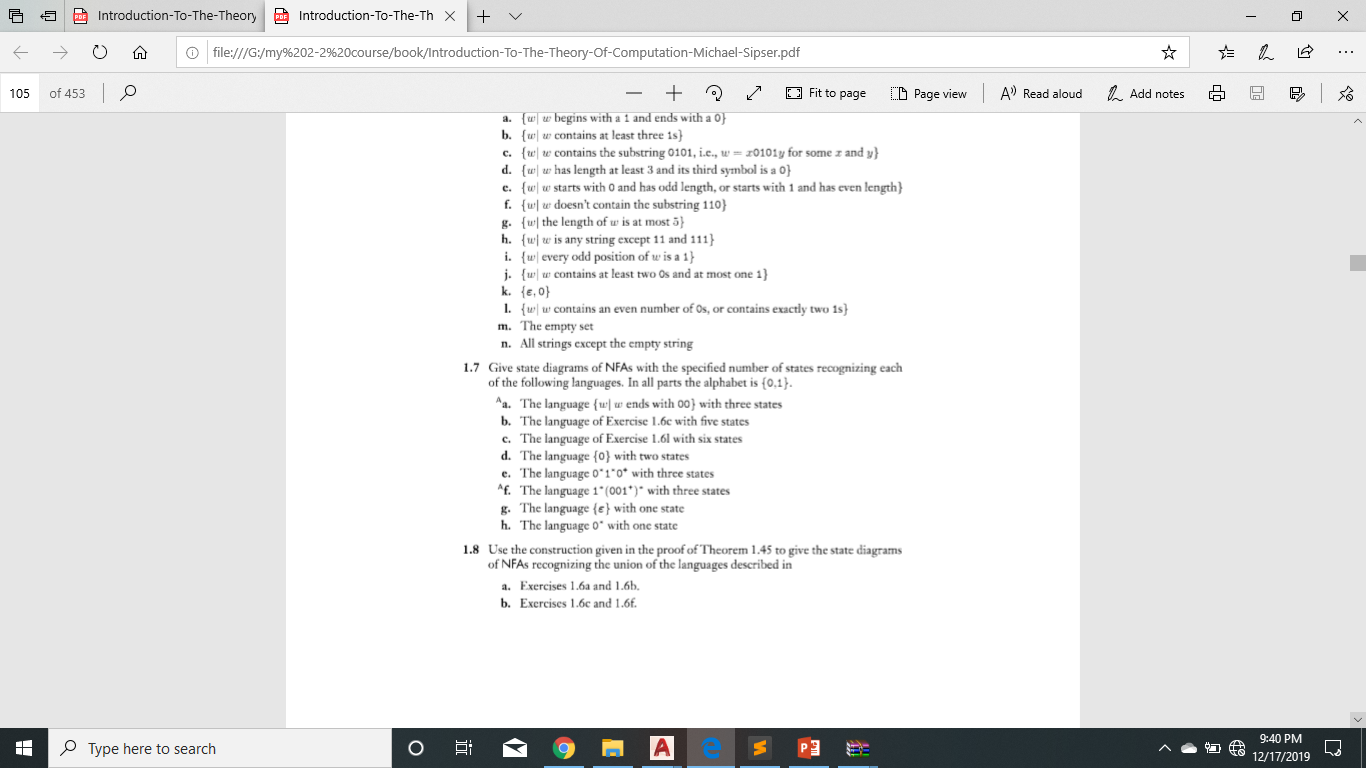 Introduction-To-The-Theory
Introduction-To-The-Th
file:///G:/my%202-2%20course/book/Introduction-To-The-Theory-Of-Computation-Michael-Sipser.pdf
105 of 453
Fit to page
Page view
Read aloud
Add notes
a. {w| w begins with a 1 and ends with a 0}
b. {w| w contains at least three 1s}
c. {w| w contains the substring 0101, i.e., w = x0101y for some x and y}
d. {w| w has length at least 3 and its third symbol is a 0}
e. {w| w starts with 0 and has odd length, or starts with 1 and has even length}
f. {w| w doesn't contain the substring 110}
g. {w| the length of w is at most 5}
h. {w| w is any string except 11 and 111}
i. {w| every odd position of w is a 1}
j. {w| w contains at least two 0s and at most one 1}
k. {ε, 0}
l. {w| w contains an even number of 0s, or contains exactly two 1s}
m. The empty set
n. All strings except the empty string
1.7 Give state diagrams of NFAs with the specified number of states recognizing each
of the following languages. In all parts the alphabet is {0,1}.
ᴬa. The language {w| w ends with 00} with three states
b. The language of Exercise 1.6c with five states
c. The language of Exercise 1.6l with six states
d. The language {0} with two states
e. The language 0*1*0⁺ with three states
ᴬf. The language 1*(001⁺)* with three states
g. The language {ε} with one state
h. The language 0* with one state
1.8 Use the construction given in the proof of Theorem 1.45 to give the state diagrams
of NFAs recognizing the union of the languages described in
a. Exercises 1.6a and 1.6b.
b. Exercises 1.6c and 1.6f.
Type here to search
9:40 PM
12/17/2019